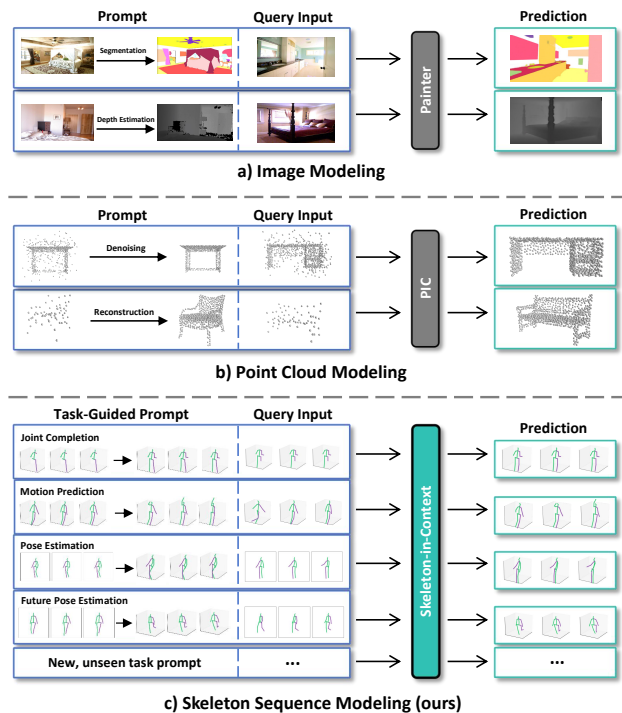 Prompt
Query Input
Prediction
Segmentation
Depth Estimation
Painter
a) Image Modeling
Prompt
Query Input
Prediction
Denoising
Reconstruction
PIC
b) Point Cloud Modeling
Task-Guided Prompt
Query Input
Prediction
Joint Completion
Motion Prediction
Pose Estimation
Future Pose Estimation
New, unseen task prompt
...
Skeleton-in-Context
...
c) Skeleton Sequence Modeling (ours)